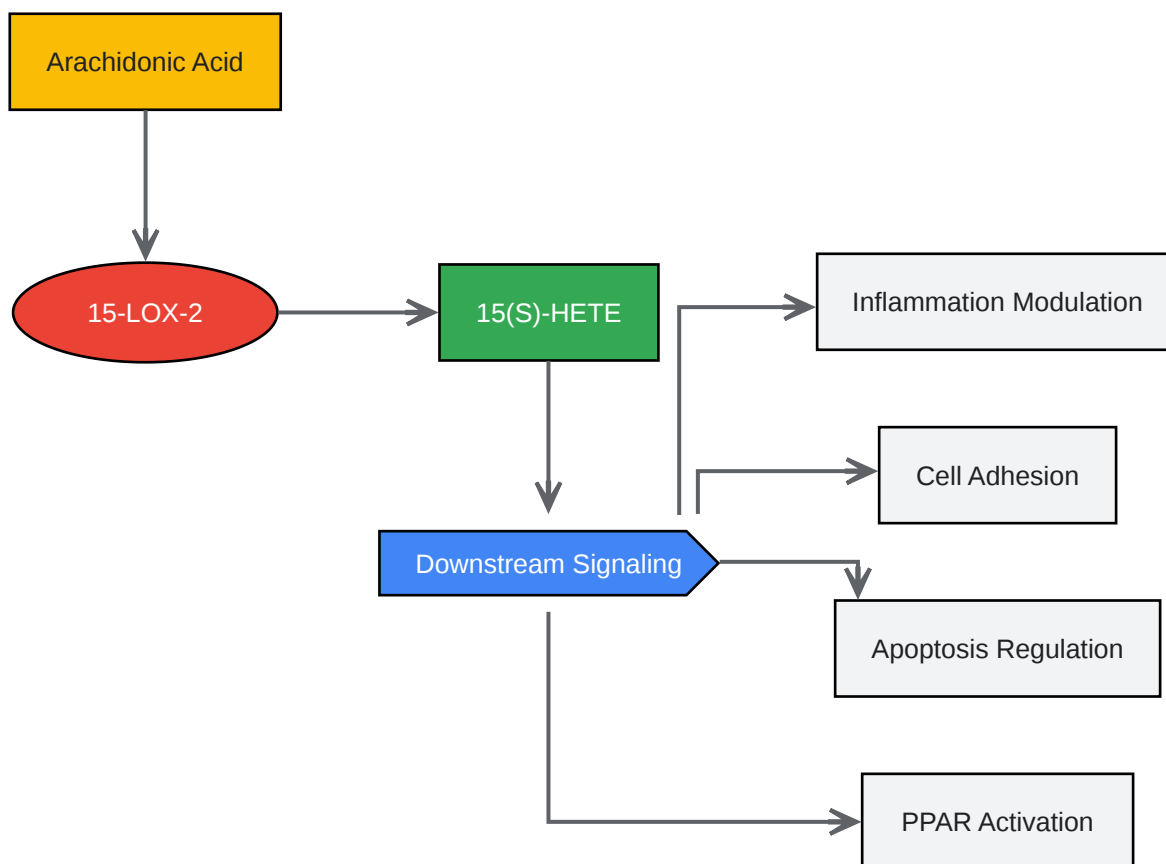 Arachidonic Acid
15-LOX-2
15(S)-HETE
Inflammation Modulation
Cell Adhesion
Downstream Signaling
Apoptosis Regulation
PPAR Activation